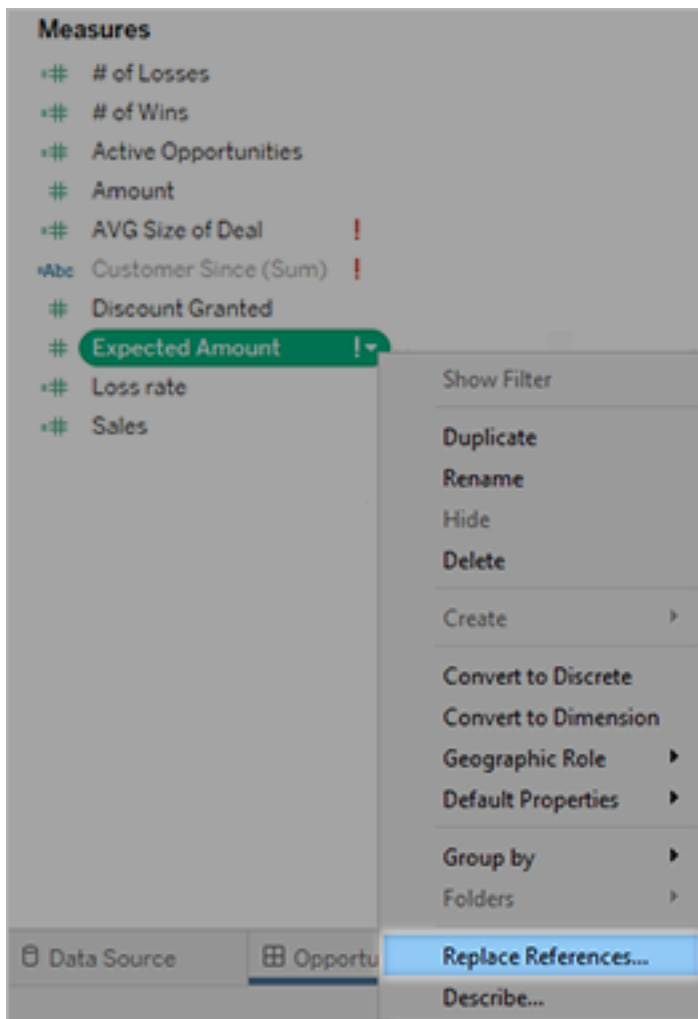 Measures
# of Losses
# of Wins
Active Opportunities
Amount
AVG Size of Deal !
Abc Customer Since (Sum) !
Discount Granted
Expected Amount !
Loss rate
Sales
Show Filter
Duplicate
Rename
Hide
Delete
Create
Convert to Discrete
Convert to Dimension
Geographic Role
Default Properties
Group by
Folders
Replace References...
Describe...
Data Source
Opportu